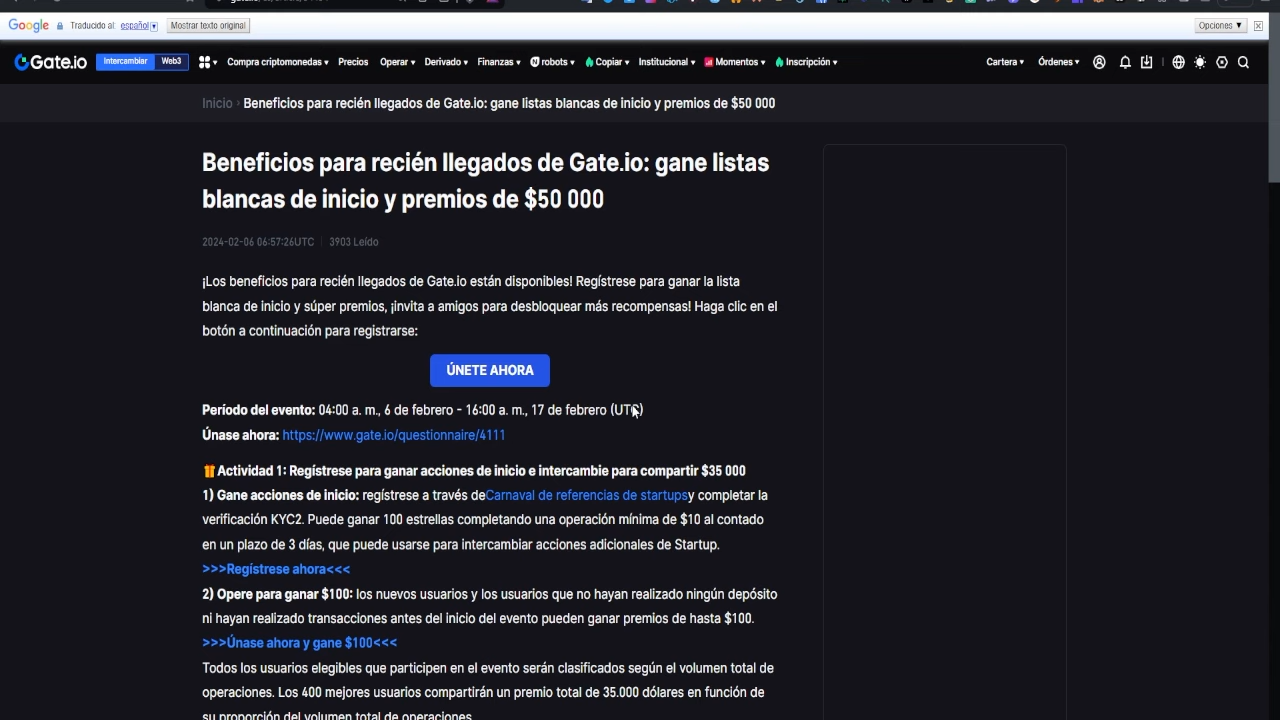 Google Traducido al: español Mostrar texto original Opciones ▼
Gate.io Intercambiar Web3 Compra criptomonedas Precios Operar Derivado Finanzas robots Copiar Institucional Momentos Inscripción Cartera Órdenes
Inicio › Beneficios para recién llegados de Gate.io: gane listas blancas de inicio y premios de $50 000
Beneficios para recién llegados de Gate.io: gane listas
blancas de inicio y premios de $50 000
2024-02-06 06:57:26UTC | 3903 Leído
¡Los beneficios para recién llegados de Gate.io están disponibles! Regístrese para ganar la lista
blanca de inicio y súper premios, ¡invita a amigos para desbloquear más recompensas! Haga clic en el
botón a continuación para registrarse:
ÚNETE AHORA
Período del evento: 04:00 a. m., 6 de febrero - 16:00 a. m., 17 de febrero (UTC)
Únase ahora: https://www.gate.io/questionnaire/4111
Actividad 1: Regístrese para ganar acciones de inicio e intercambie para compartir $35 000
1) Gane acciones de inicio: regístrese a través deCarnaval de referencias de startupsy completar la
verificación KYC2. Puede ganar 100 estrellas completando una operación mínima de $10 al contado
en un plazo de 3 días, que puede usarse para intercambiar acciones adicionales de Startup.
>>>Regístrese ahora<<<
2) Opere para ganar $100: los nuevos usuarios y los usuarios que no hayan realizado ningún depósito
ni hayan realizado transacciones antes del inicio del evento pueden ganar premios de hasta $100.
>>>Únase ahora y gane $100<<<
Todos los usuarios elegibles que participen en el evento serán clasificados según el volumen total de
operaciones. Los 400 mejores usuarios compartirán un premio total de 35.000 dólares en función de
su proporción del volumen total de operaciones.